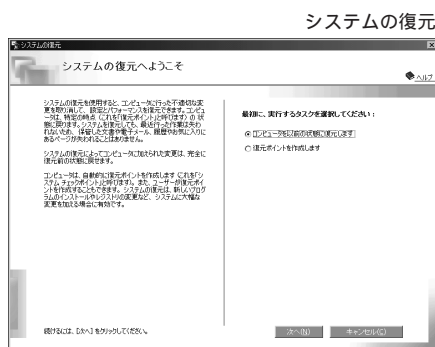 システムの復元
システムの復元
システムの復元へようこそ
ヘルプ
システムの復元を使用すると、コンピュータに行った不適切な変
更を取り消して、設定とパフォーマンスを復元できます。コンピュ
ータは、特定の時点 (これを「復元ポイント」と呼びます) の 状
態に戻ります。システムを復元しても、最近行った作業は失わ
れないため、保管した文書や電子メール、履歴やお気に入りに
あるページが失われることはありません。
システムの復元によってコンピュータに加えられた変更は、完全に
復元前の状態に戻せます。
コンピュータは、自動的に復元ポイントを作成します (これを「シ
ステム チェックポイント」と呼びます)。また、ユーザーが復元ポイ
ントを作成することもできます。システムの復元は、新しいプログ
ラムのインストールやレジストリの変更など、システムに大幅な
変更を加える場合に有効です。
最初に、実行するタスクを選択してください :
コンピュータを以前の状態に復元します
復元ポイントを作成します
続けるには、[次へ] をクリックしてください。
次へ(N)
キャンセル(C)